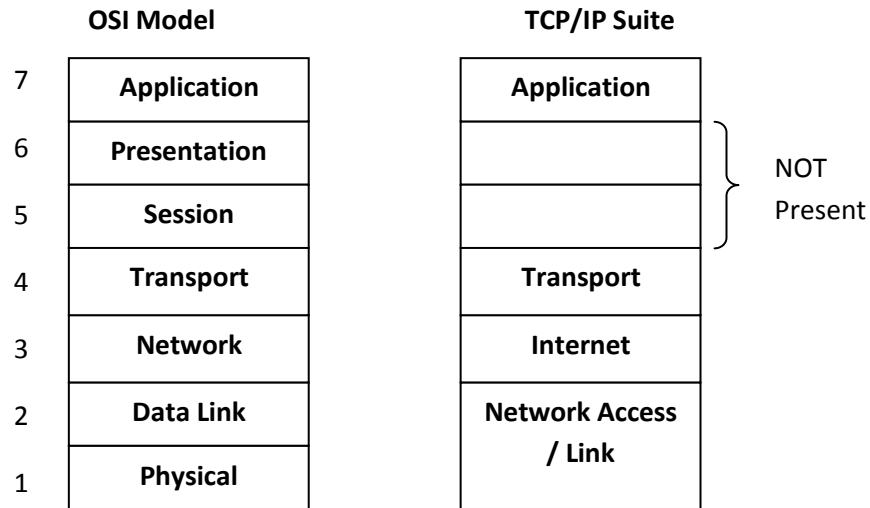 OSI Model TCP/IP Suite
7 Application Application
6 Presentation
NOT
5 Session
Present
4 Transport Transport
3 Network Internet
2 Data Link Network Access
/ Link
1 Physical